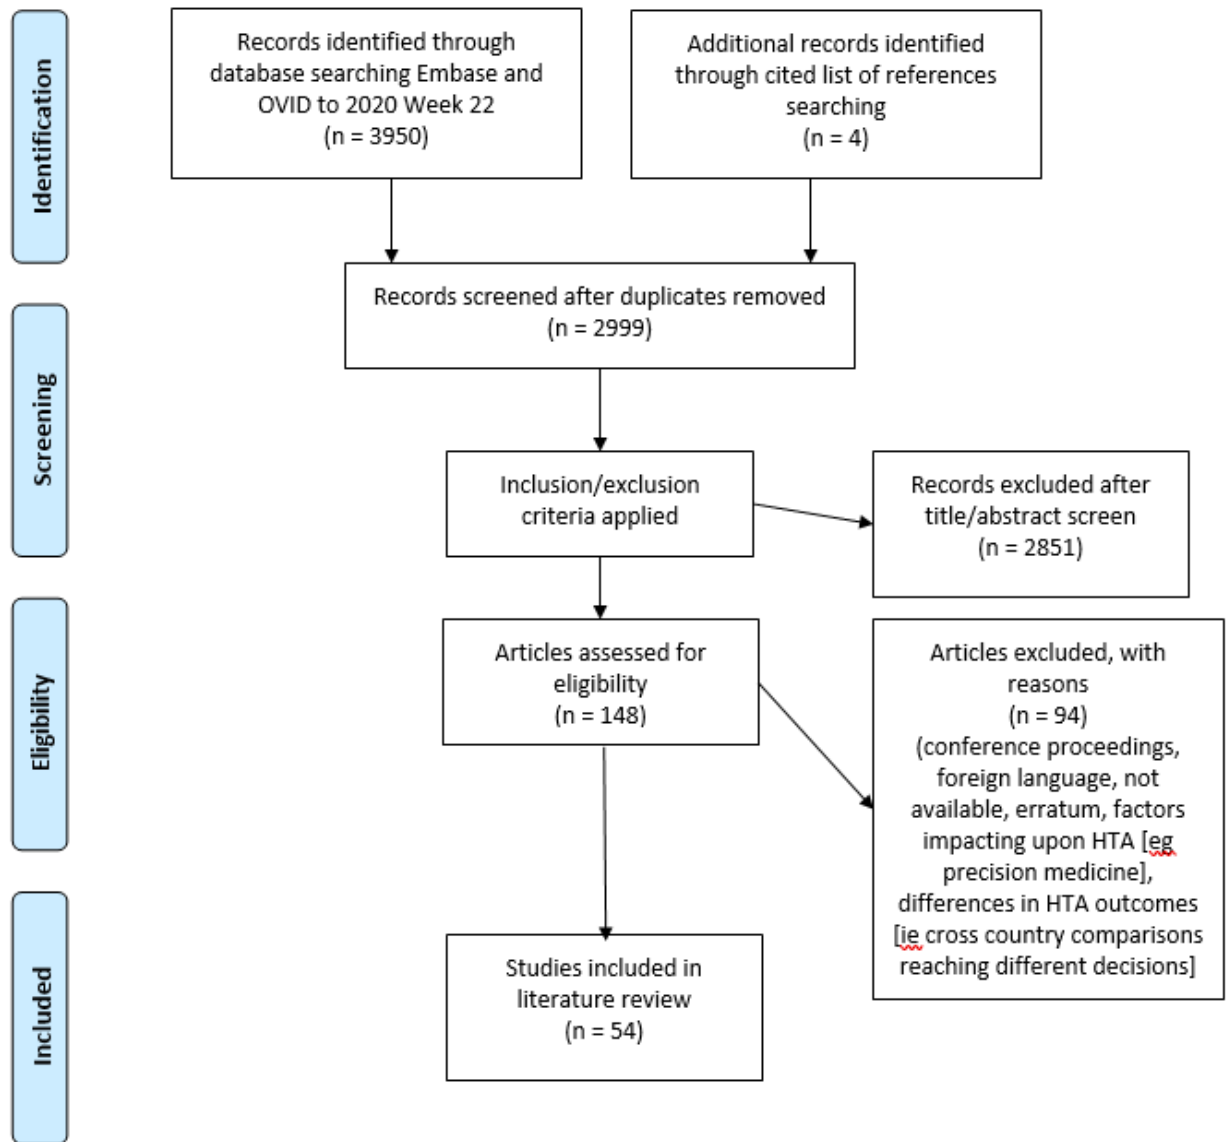 Identification
Records identified through
database searching Embase and
OVID to 2020 Week 22
(n = 3950)
Additional records identified
through cited list of references
searching
(n = 4)
Records screened after duplicates removed
(n = 2999)
Screening
Inclusion/exclusion
criteria applied
Records excluded after
title/abstract screen
(n = 2851)
Eligibility
Articles assessed for
eligibility
(n = 148)
Articles excluded, with
reasons
(n = 94)
(conference proceedings,
foreign language, not
available, erratum, factors
impacting upon HTA [eg
precision medicine],
differences in HTA outcomes
[ie cross country comparisons
reaching different decisions]
Included
Studies included in
literature review
(n = 54)